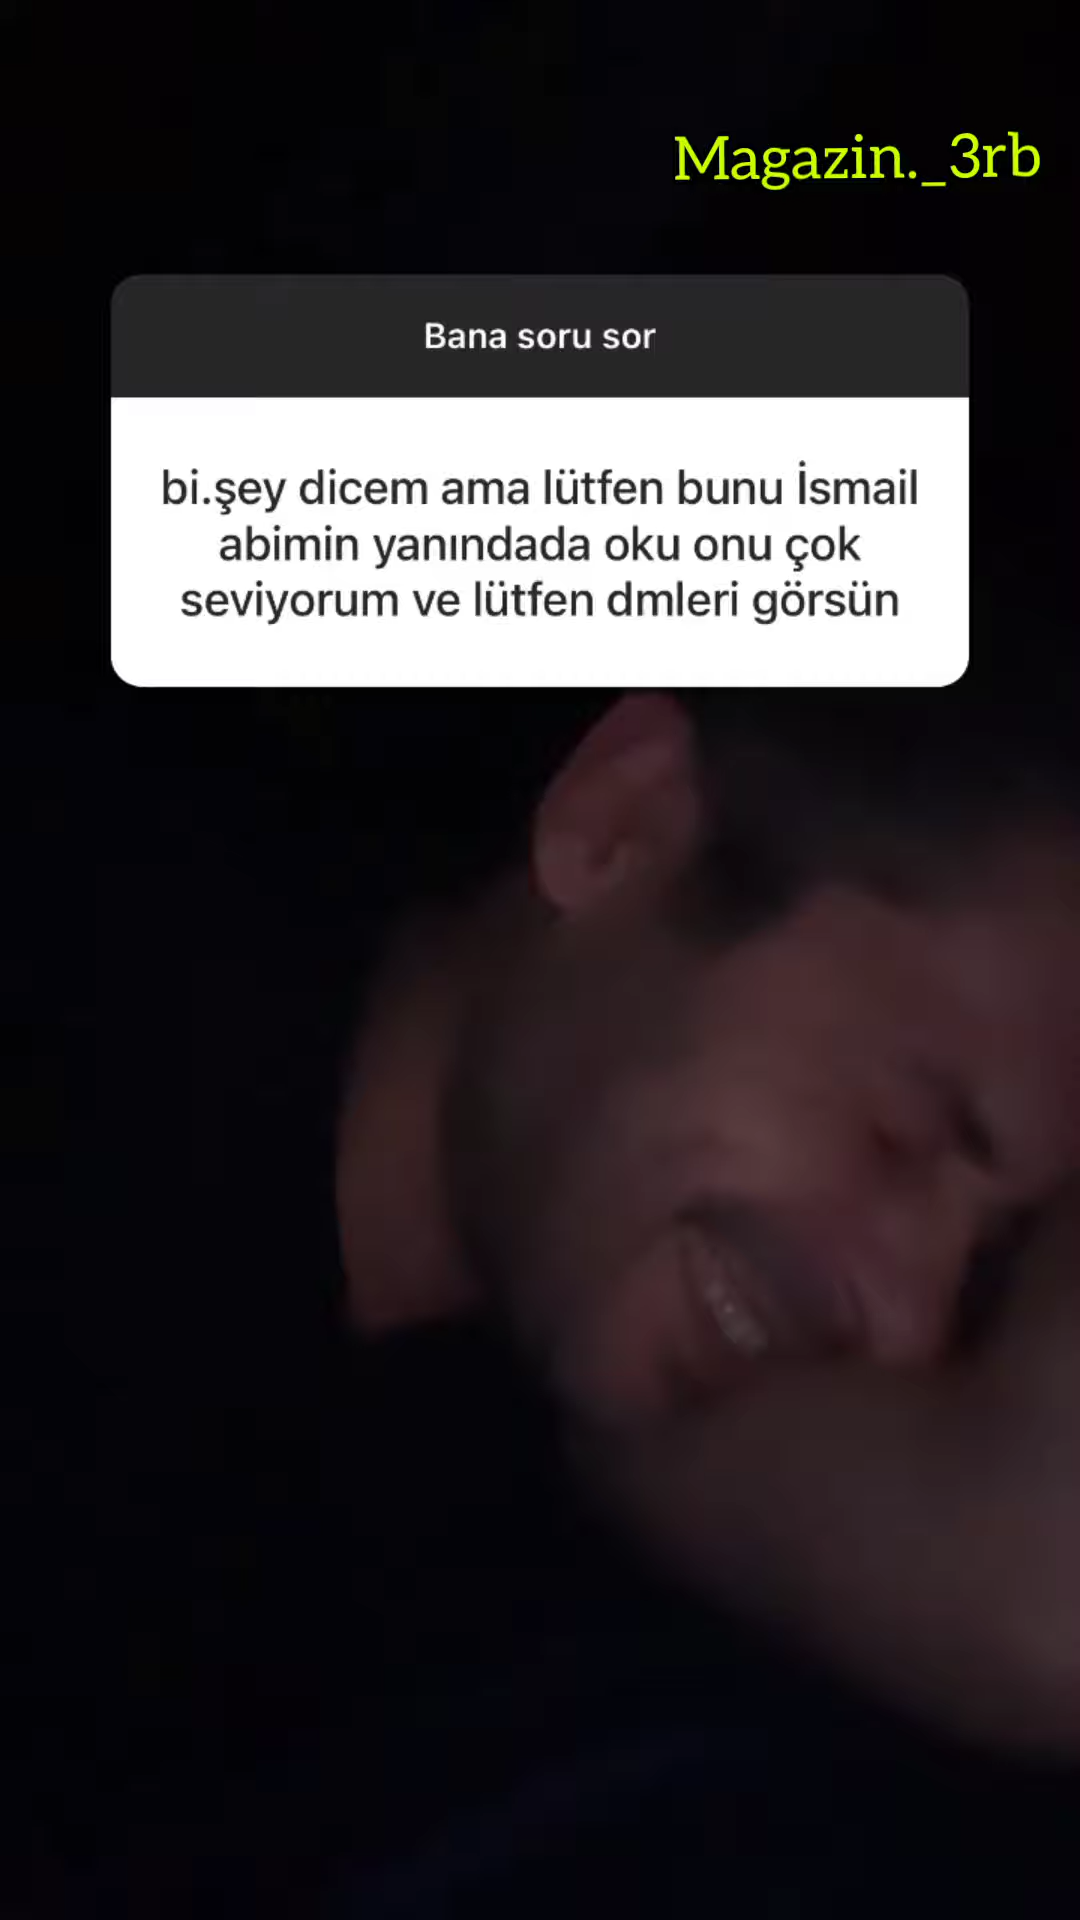 Magazin._3rb
Bana soru sor
bi.şey dicem ama lütfen bunu İsmail
abimin yanındada oku onu çok
seviyorum ve lütfen dmleri görsün